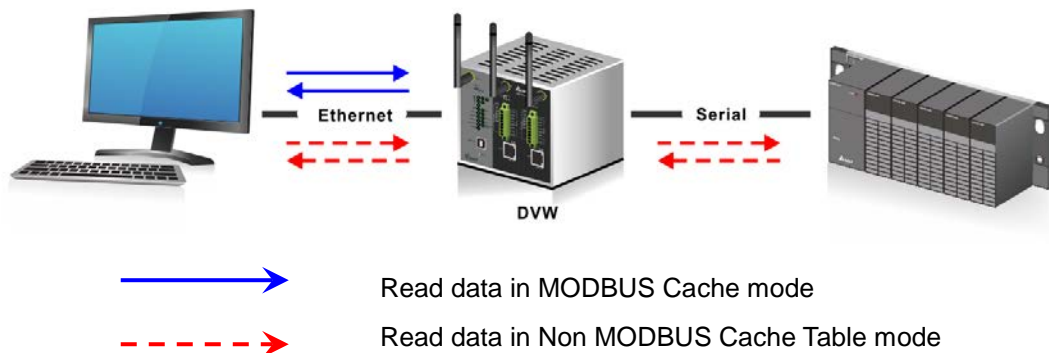 Ethernet
Serial
DVW
Read data in MODBUS Cache mode
Read data in Non MODBUS Cache Table mode